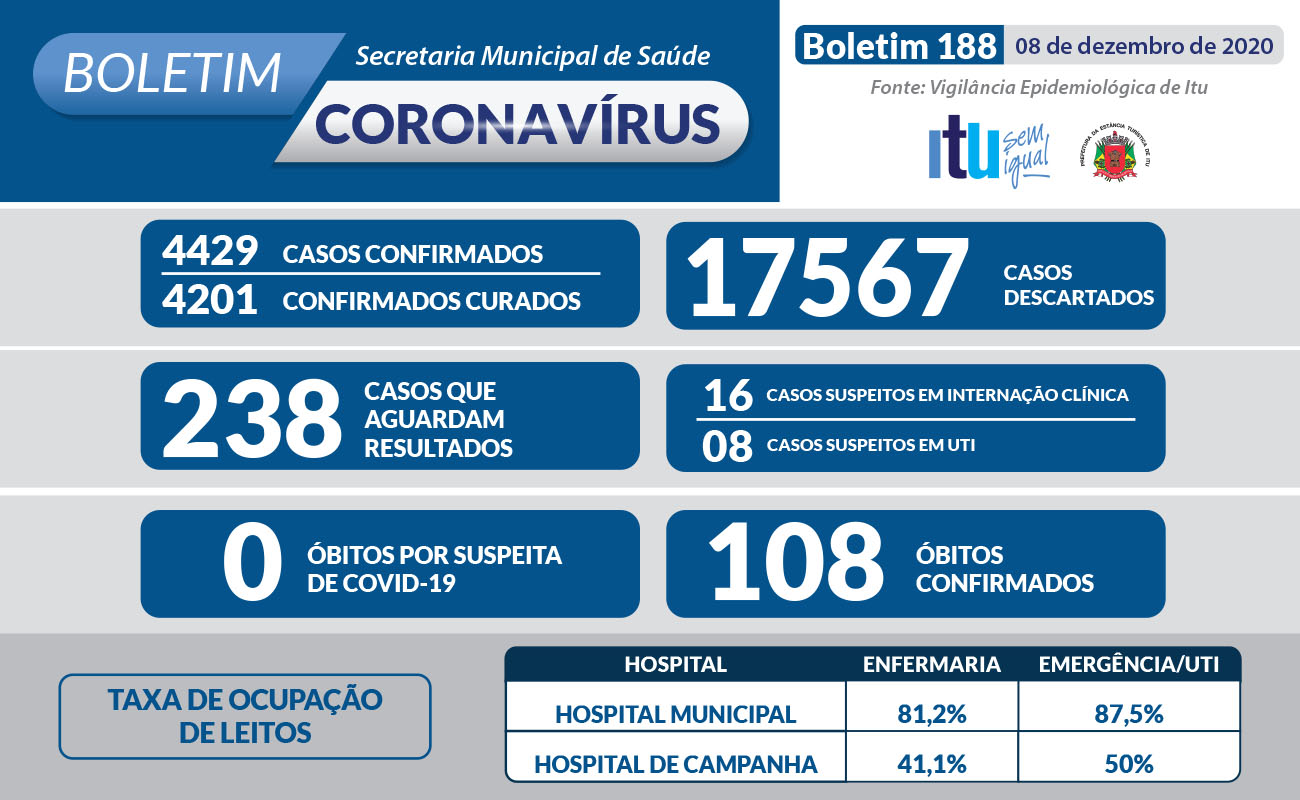 BOLETIM
Secretaria Municipal de Saúde
CORONAVÍRUS
Boletim 188
08 de dezembro de 2020
Fonte: Vigilância Epidemiológica de Itu
itu sem igual
PREFEITURA DA ESTÂNCIA TURÍSTICA DE ITU
4429 CASOS CONFIRMADOS
4201 CONFIRMADOS CURADOS
17567 CASOS
DESCARTADOS
238 CASOS QUE
AGUARDAM
RESULTADOS
16 CASOS SUSPEITOS EM INTERNAÇÃO CLÍNICA
08 CASOS SUSPEITOS EM UTI
0 ÓBITOS POR SUSPEITA
DE COVID-19
108 ÓBITOS
CONFIRMADOS
TAXA DE OCUPAÇÃO
DE LEITOS
HOSPITAL ENFERMARIA EMERGÊNCIA/UTI
HOSPITAL MUNICIPAL 81,2% 87,5%
HOSPITAL DE CAMPANHA 41,1% 50%